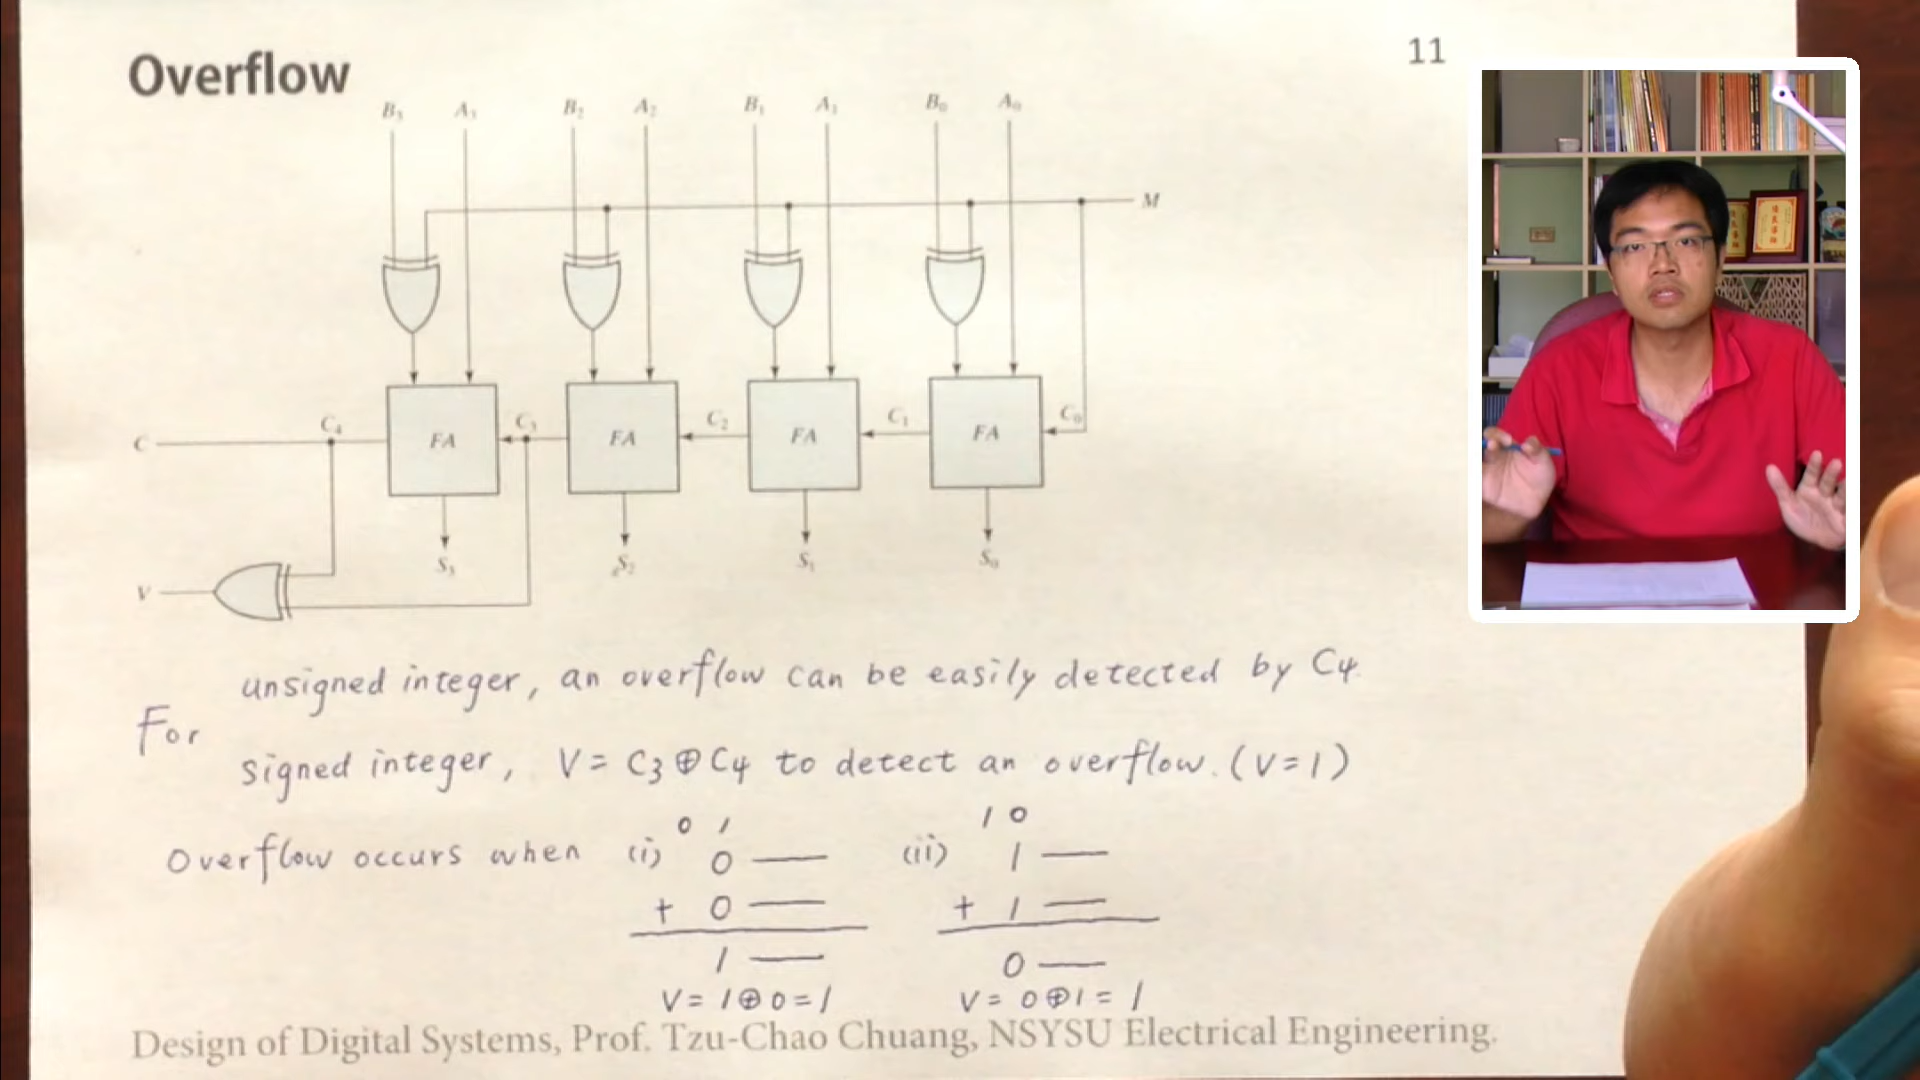 Overflow
11
B₃ A₃ B₂ A₂ B₁ A₁ B₀ A₀
M
C C₄ FA C₃ FA C₂ FA C₁ FA C₀
S₃ S₂ S₁ S₀
V
For
unsigned integer, an overflow can be easily detected by C4.
signed integer, V = C3 ⊕ C4 to detect an overflow. (V=1)
0 1 1 0
Overflow occurs when (i) 0 — (ii) 1 —
+ 0 — + 1 —
1 — 0 —
V = 1⊕0 = 1 V = 0⊕1 = 1
Design of Digital Systems, Prof. Tzu-Chao Chuang, NSYSU Electrical Engineering.